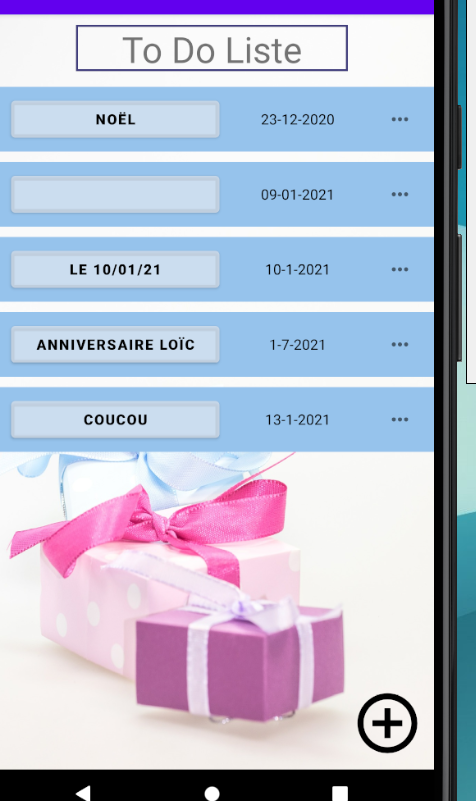 To Do Liste
NOËL 23-12-2020
09-01-2021
LE 10/01/21 10-1-2021
ANNIVERSAIRE LOÏC 1-7-2021
COUCOU 13-1-2021